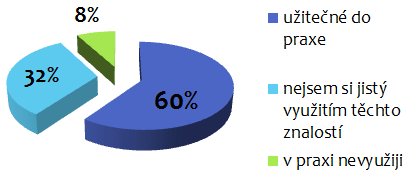 8%
32%
60%
užitečné do
praxe
nejsem si jistý
využitím těchto
znalostí
v praxi nevyužiji